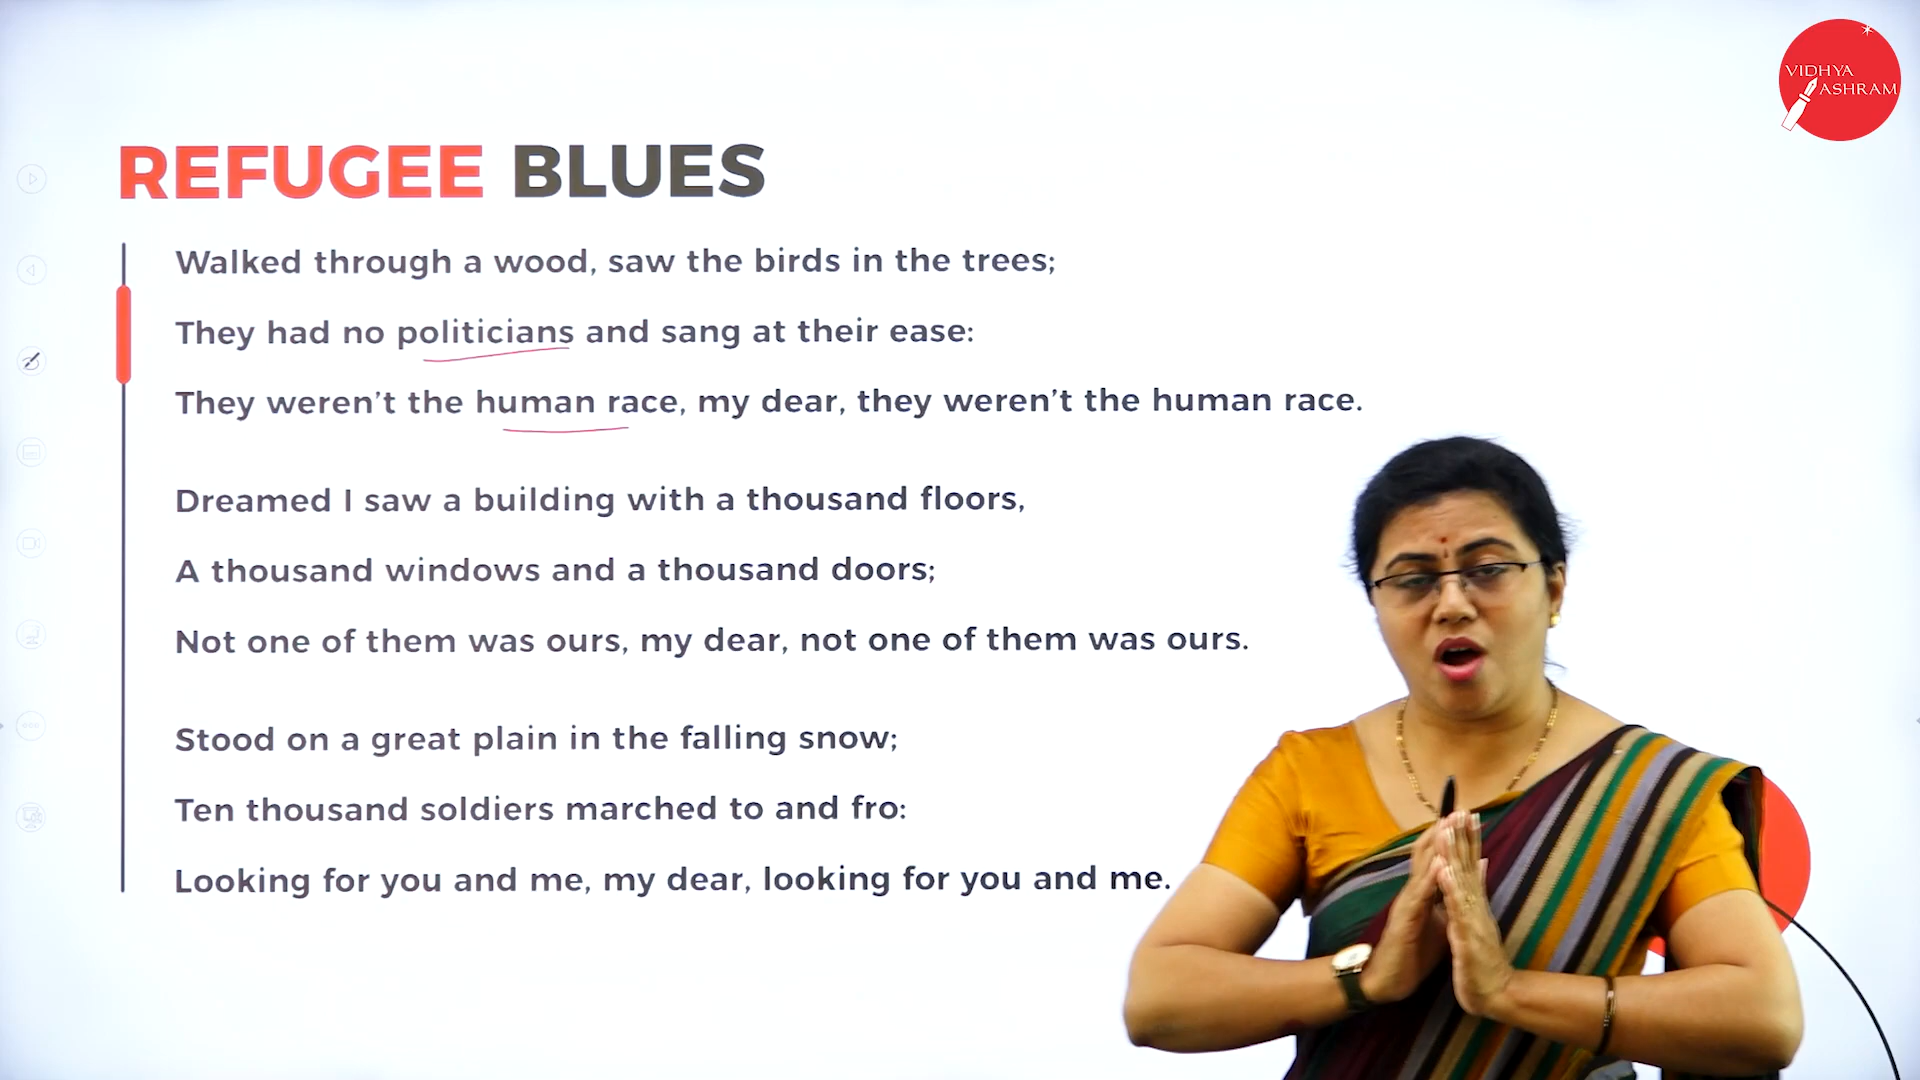 VIDHYA
ASHRAM
REFUGEE BLUES
Walked through a wood, saw the birds in the trees;
They had no politicians and sang at their ease:
They weren't the human race, my dear, they weren't the human race.
Dreamed I saw a building with a thousand floors,
A thousand windows and a thousand doors;
Not one of them was ours, my dear, not one of them was ours.
Stood on a great plain in the falling snow;
Ten thousand soldiers marched to and fro:
Looking for you and me, my dear, looking for you and me.